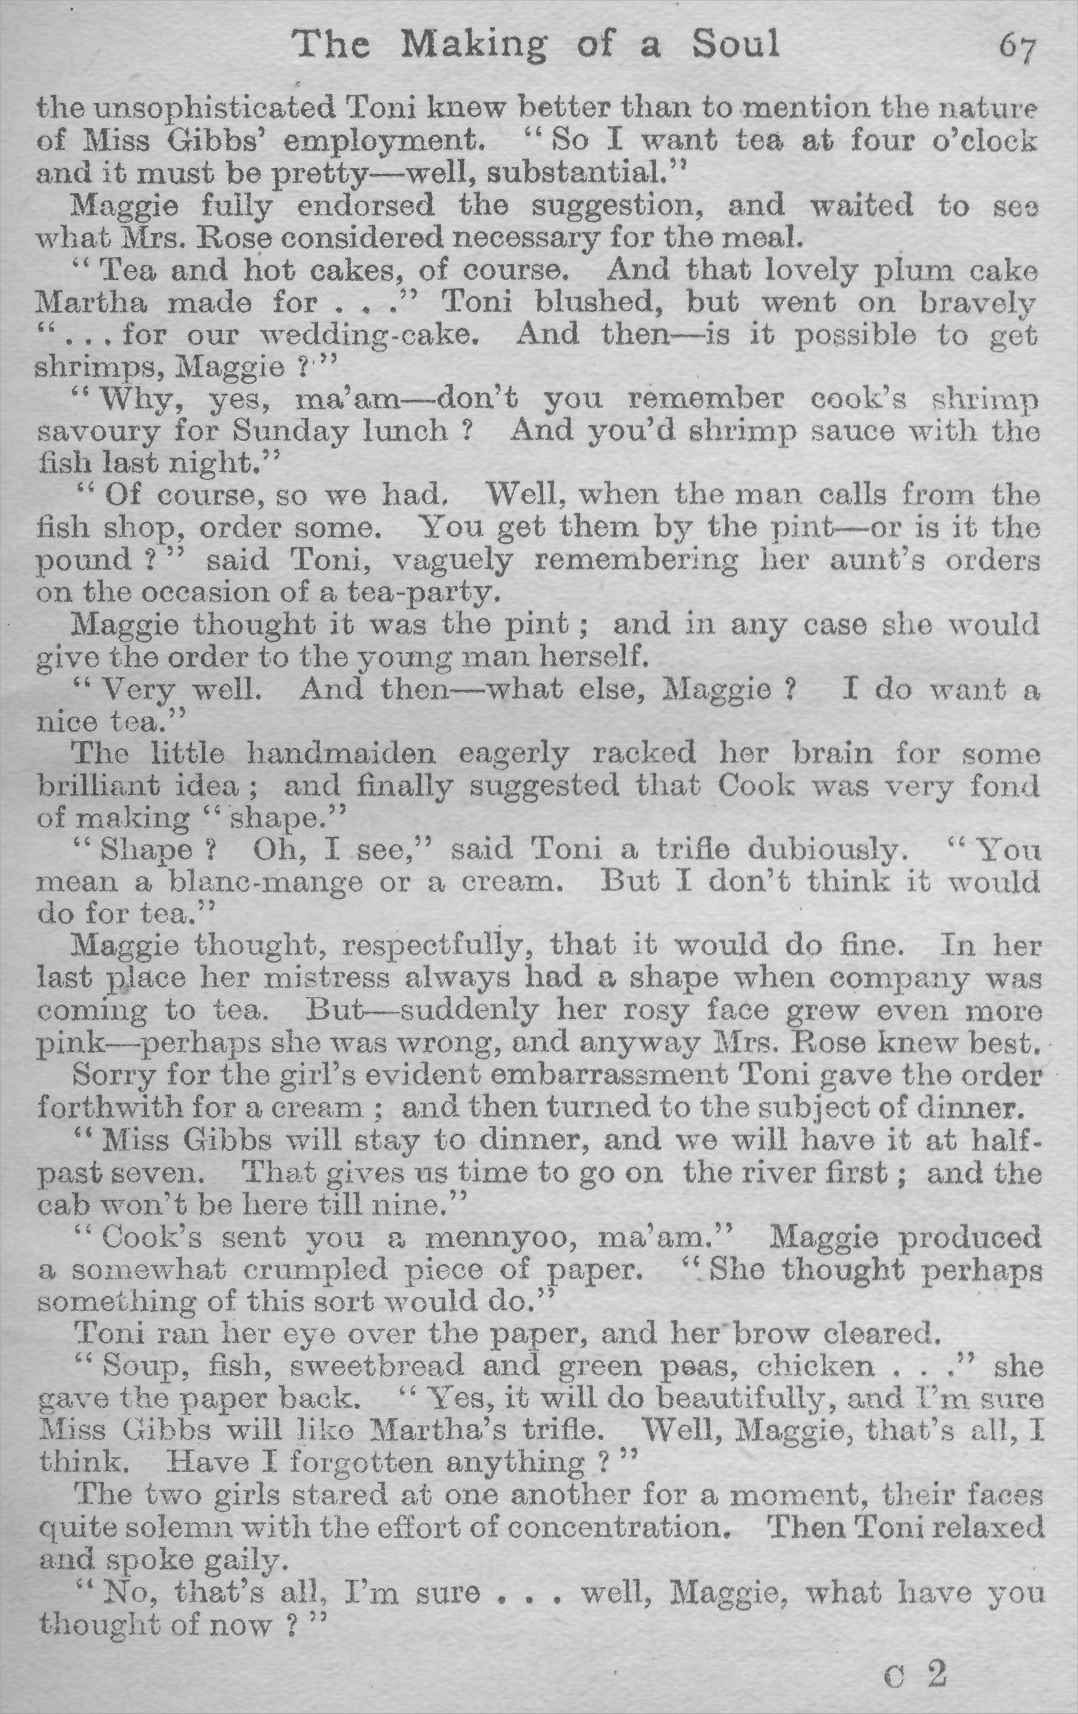 The Making of a Soul 67
the unsophisticated Toni knew better than to mention the nature
of Miss Gibbs' employment. "So I want tea at four o'clock
and it must be pretty—well, substantial."
Maggie fully endorsed the suggestion, and waited to see
what Mrs. Rose considered necessary for the meal.
"Tea and hot cakes, of course. And that lovely plum cake
Martha made for . . ." Toni blushed, but went on bravely
". . . for our wedding-cake. And then—is it possible to get
shrimps, Maggie ?"
"Why, yes, ma'am—don't you remember cook's shrimp
savoury for Sunday lunch ? And you'd shrimp sauce with the
fish last night."
"Of course, so we had. Well, when the man calls from the
fish shop, order some. You get them by the pint—or is it the
pound ?" said Toni, vaguely remembering her aunt's orders
on the occasion of a tea-party.
Maggie thought it was the pint ; and in any case she would
give the order to the young man herself.
"Very well. And then—what else, Maggie ? I do want a
nice tea."
The little handmaiden eagerly racked her brain for some
brilliant idea ; and finally suggested that Cook was very fond
of making "shape."
"Shape ? Oh, I see," said Toni a trifle dubiously. "You
mean a blanc-mange or a cream. But I don't think it would
do for tea."
Maggie thought, respectfully, that it would do fine. In her
last place her mistress always had a shape when company was
coming to tea. But—suddenly her rosy face grew even more
pink—perhaps she was wrong, and anyway Mrs. Rose knew best.
Sorry for the girl's evident embarrassment Toni gave the order
forthwith for a cream ; and then turned to the subject of dinner.
"Miss Gibbs will stay to dinner, and we will have it at half-
past seven. That gives us time to go on the river first ; and the
cab won't be here till nine."
"Cook's sent you a mennyoo, ma'am." Maggie produced
a somewhat crumpled piece of paper. "She thought perhaps
something of this sort would do."
Toni ran her eye over the paper, and her brow cleared.
"Soup, fish, sweetbread and green peas, chicken . . ." she
gave the paper back. "Yes, it will do beautifully, and I'm sure
Miss Gibbs will like Martha's trifle. Well, Maggie, that's all, I
think. Have I forgotten anything ?"
The two girls stared at one another for a moment, their faces
quite solemn with the effort of concentration. Then Toni relaxed
and spoke gaily.
"No, that's all, I'm sure . . . well, Maggie, what have you
thought of now ?"
C 2